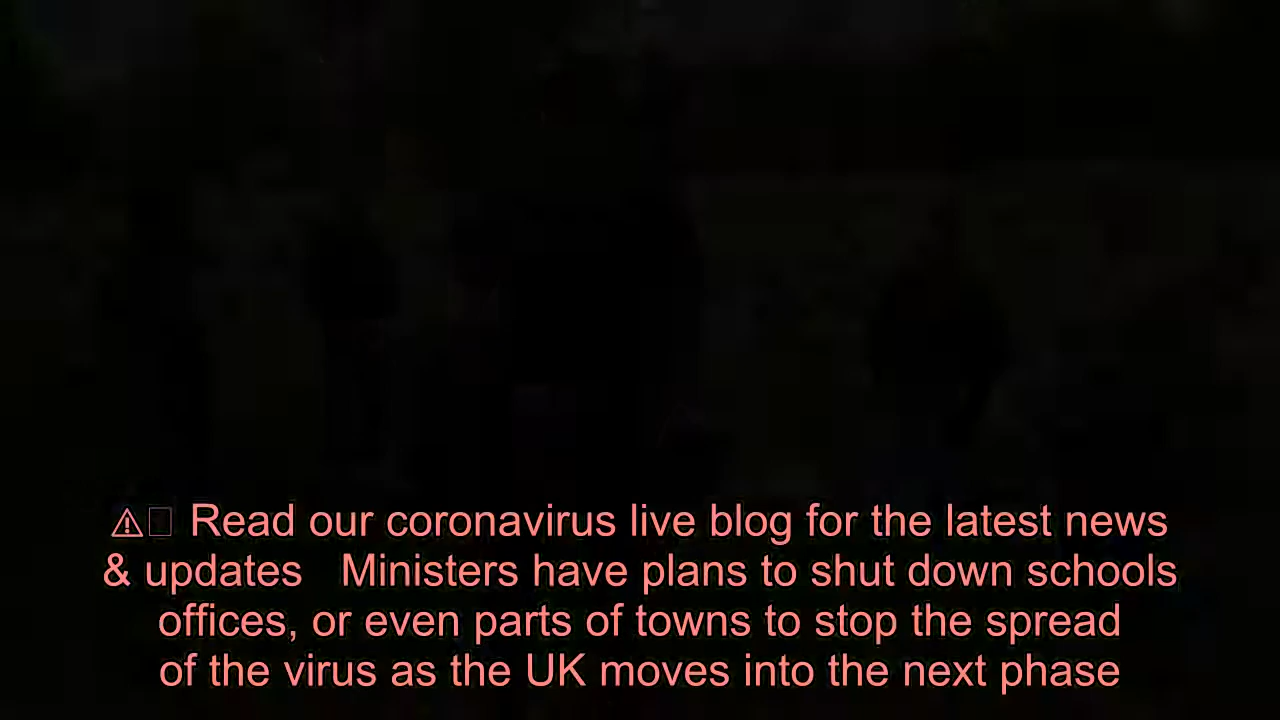 ⚠ Read our coronavirus live blog for the latest news
& updates   Ministers have plans to shut down schools
offices, or even parts of towns to stop the spread
of the virus as the UK moves into the next phase